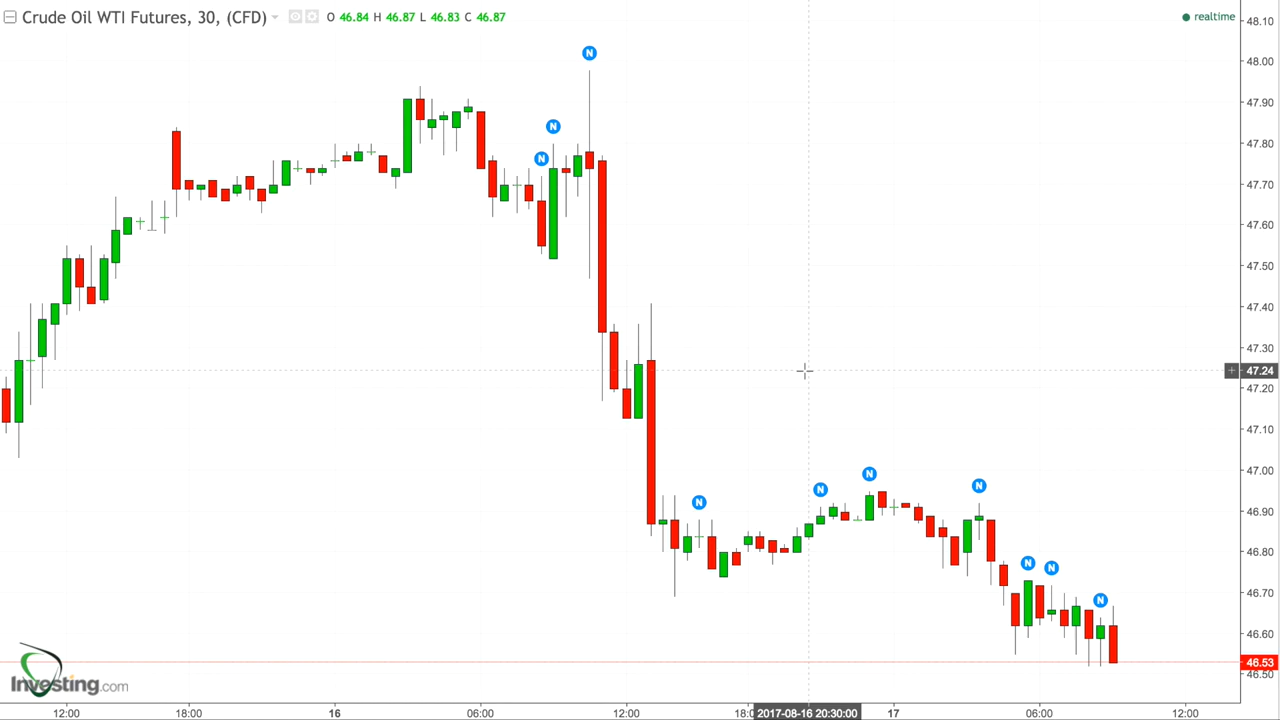 Crude Oil WTI Futures, 30, (CFD) O 46.84 H 46.87 L 46.83 C 46.87
realtime
48.10
48.00
47.90
47.80
47.70
47.60
47.50
47.40
47.30
+ 47.24
47.20
47.10
47.00
46.90
46.80
46.70
46.60
46.53
46.50
N
N
N
N
N
N
N
N
N
N
Investing.com
12:00 18:00 16 06:00 12:00 18:0 2017-08-16 20:30:00 17 06:00 12:00